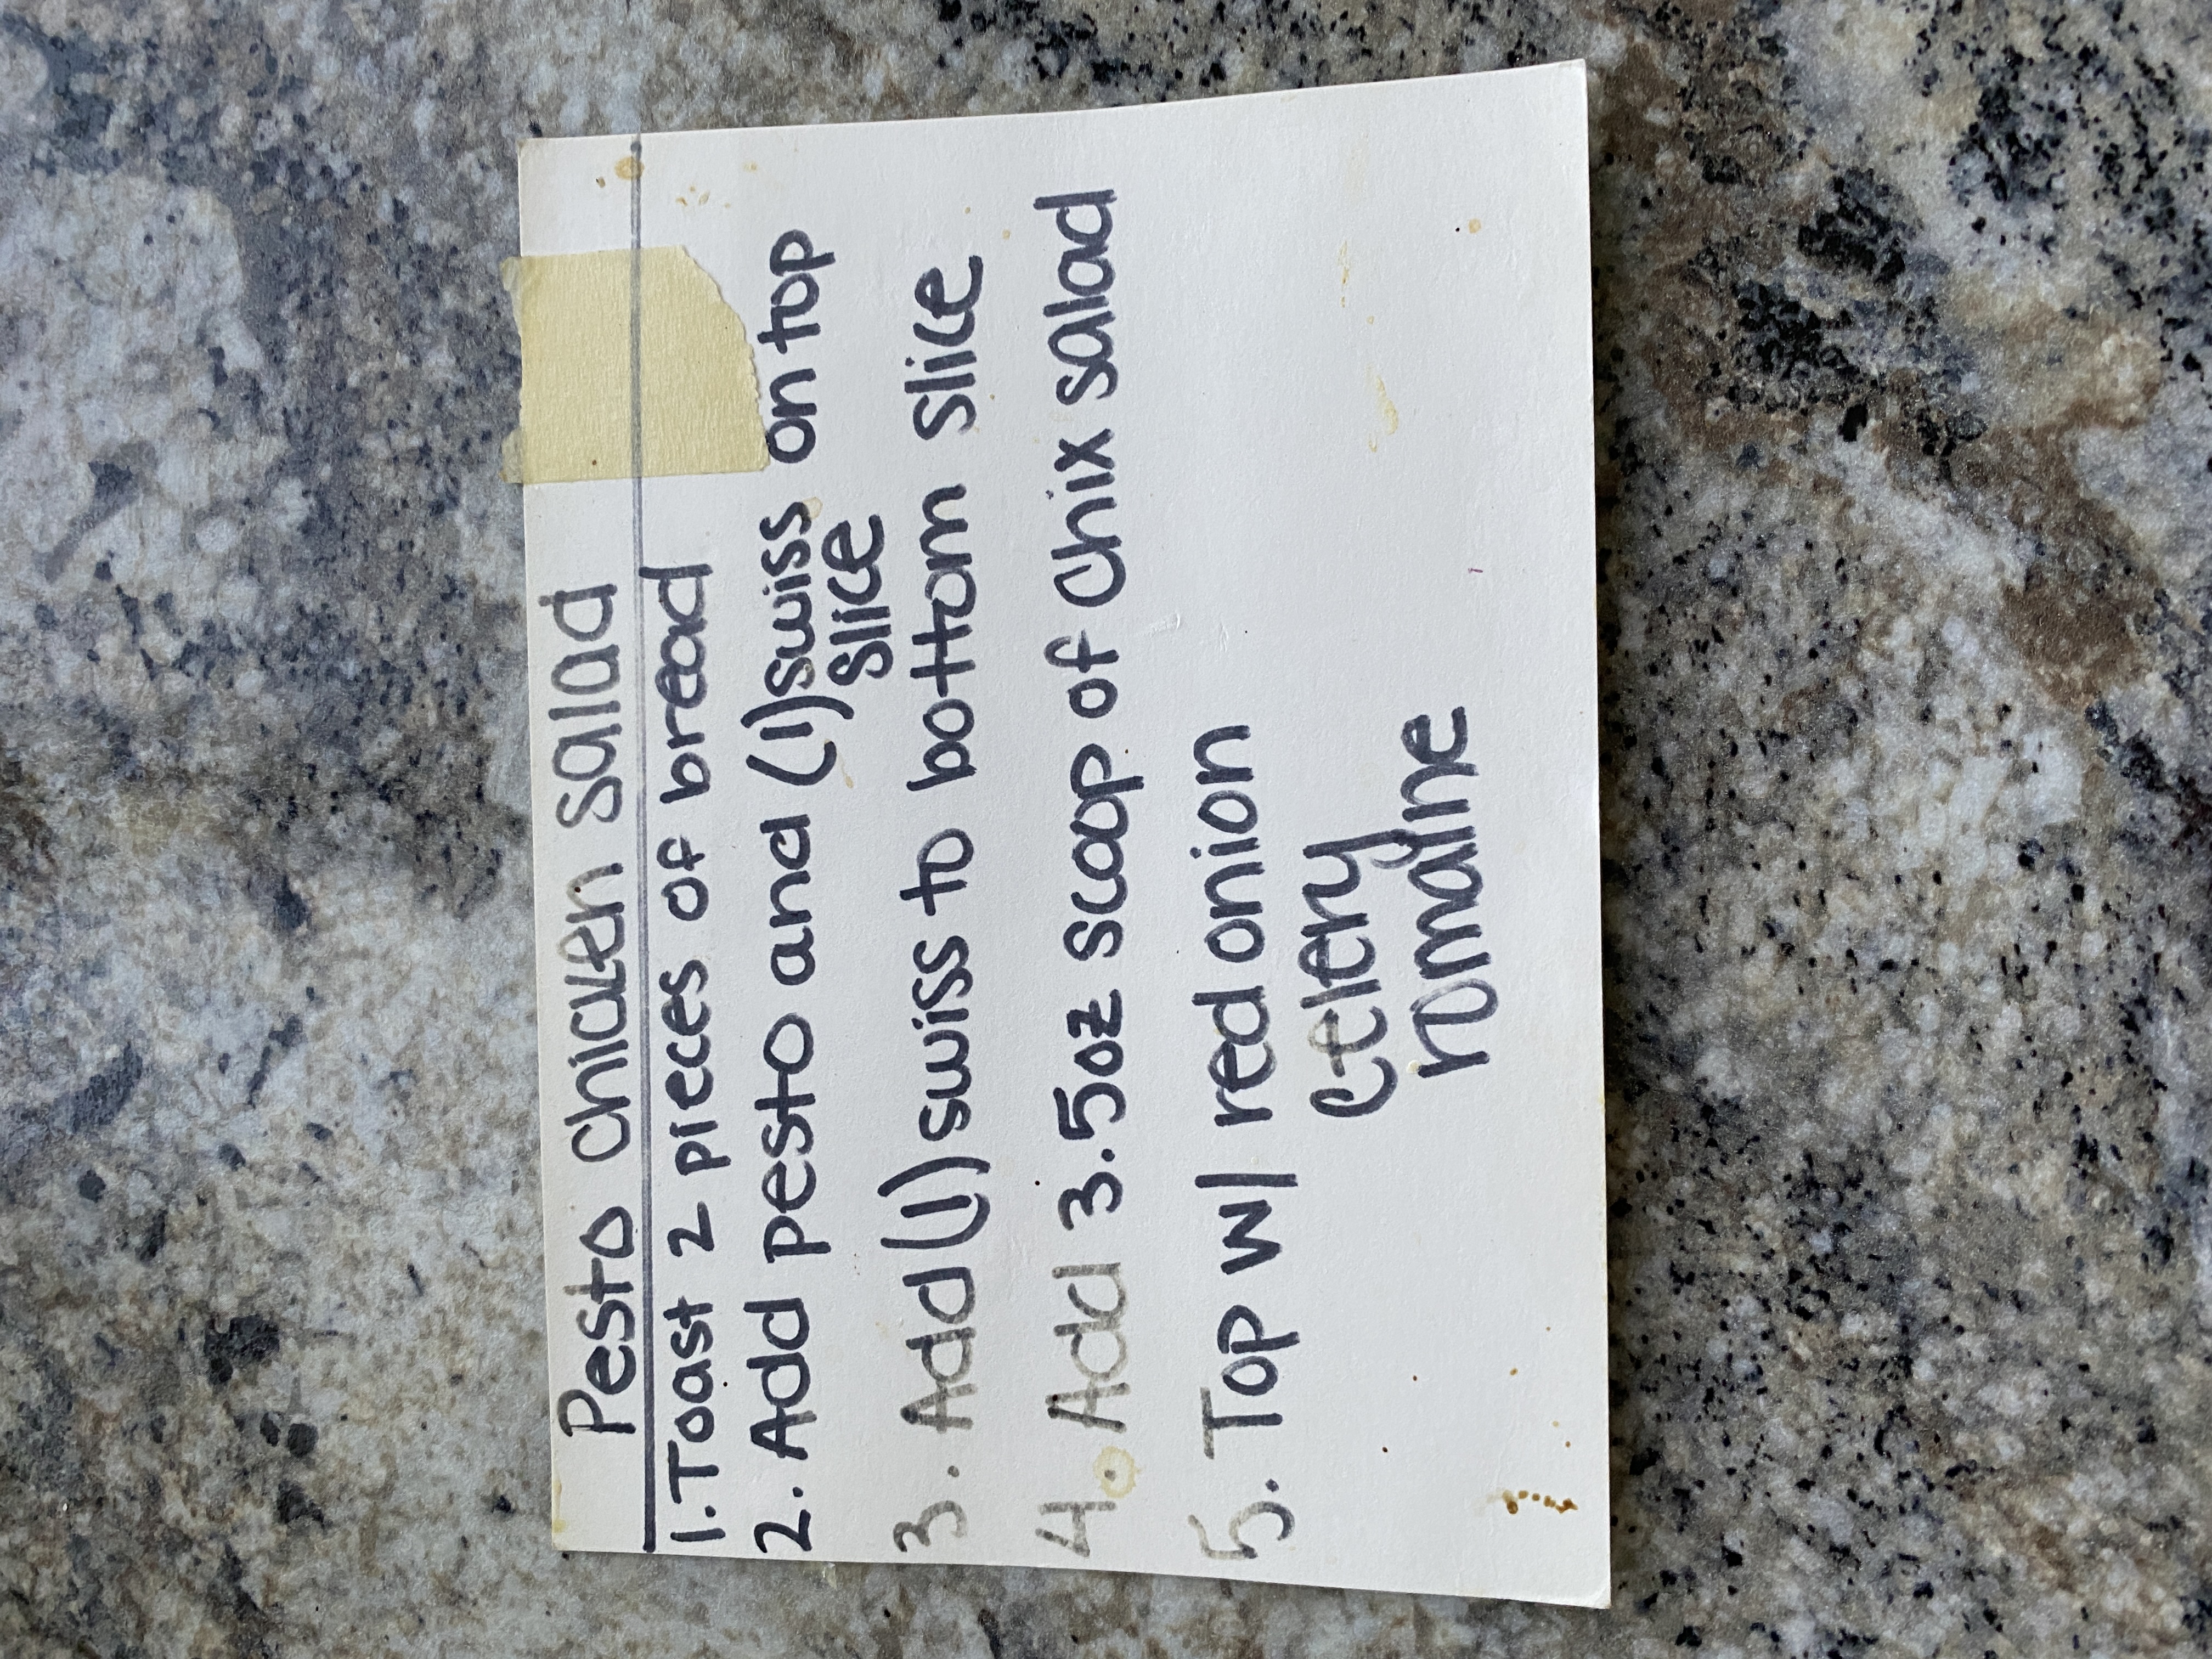 Pesto Chicken Salad
1. Toast 2 pieces of bread
2. Add pesto and (1) swiss on top
slice
3. Add (1) swiss to bottom slice
4. Add 3.5oz scoop of Chix salad
5. Top w/ red onion
Celery
romaine